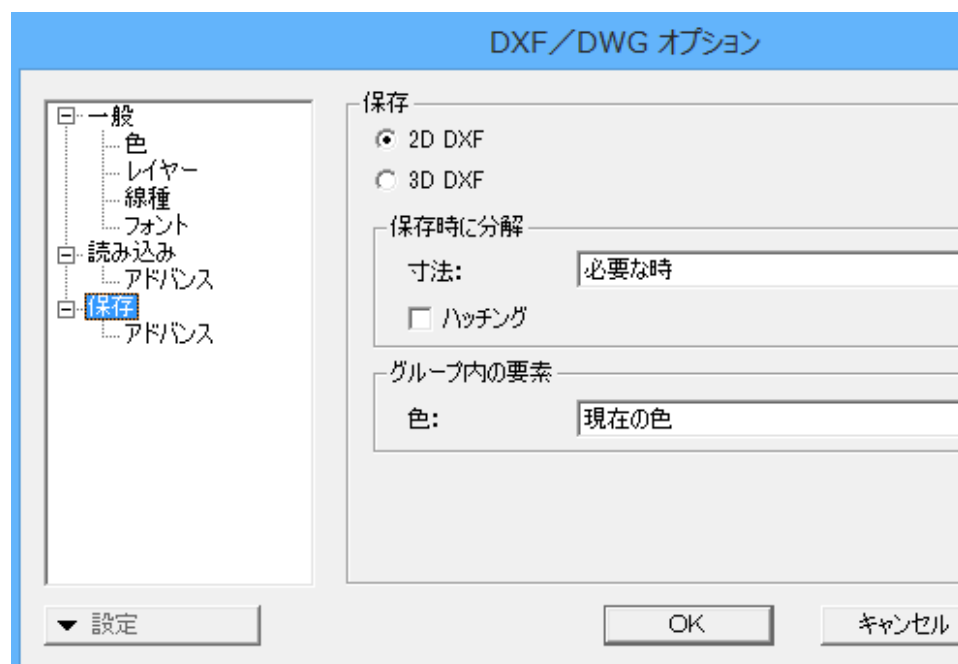 DXF／DWG オプション
一般
色
レイヤー
線種
フォント
読み込み
アドバンス
保存
アドバンス
保存
2D DXF
3D DXF
保存時に分解
寸法:
必要な時
ハッチング
グループ内の要素
色:
現在の色
設定
OK
キャンセル